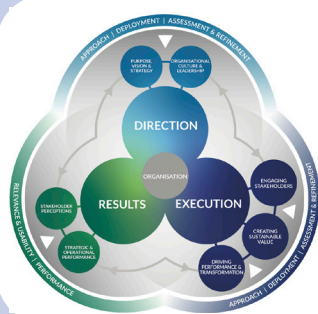 APPROACH | DEPLOYMENT | ASSESSMENT & REFINEMENT
PURPOSE,
VISION &
STRATEGY
ORGANISATIONAL
CULTURE &
LEADERSHIP
DIRECTION
ORGANISATION
RESULTS
EXECUTION
STAKEHOLDER
PERCEPTIONS
STRATEGIC &
OPERATIONAL
PERFORMANCE
ENGAGING
STAKEHOLDERS
CREATING
SUSTAINABLE
VALUE
DRIVING
PERFORMANCE &
TRANSFORMATION
RELEVANCE & USABILITY | PERFORMANCE
APPROACH | DEPLOYMENT | ASSESSMENT & REFINEMENT